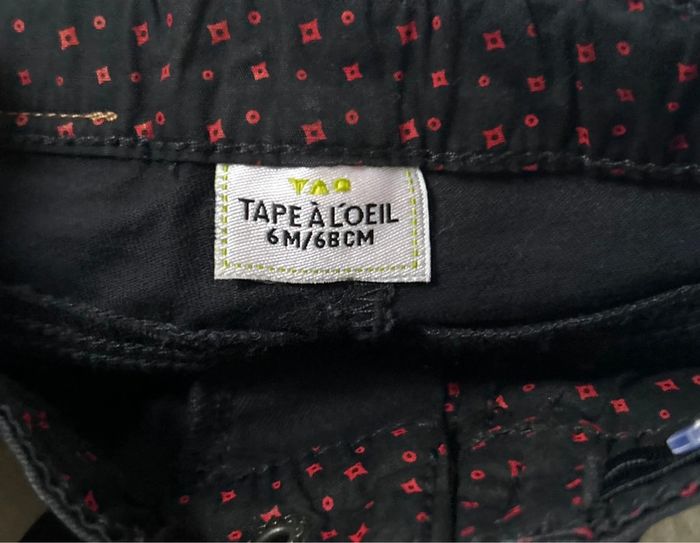 TAO
TAPE À L'OEIL
6M/68CM